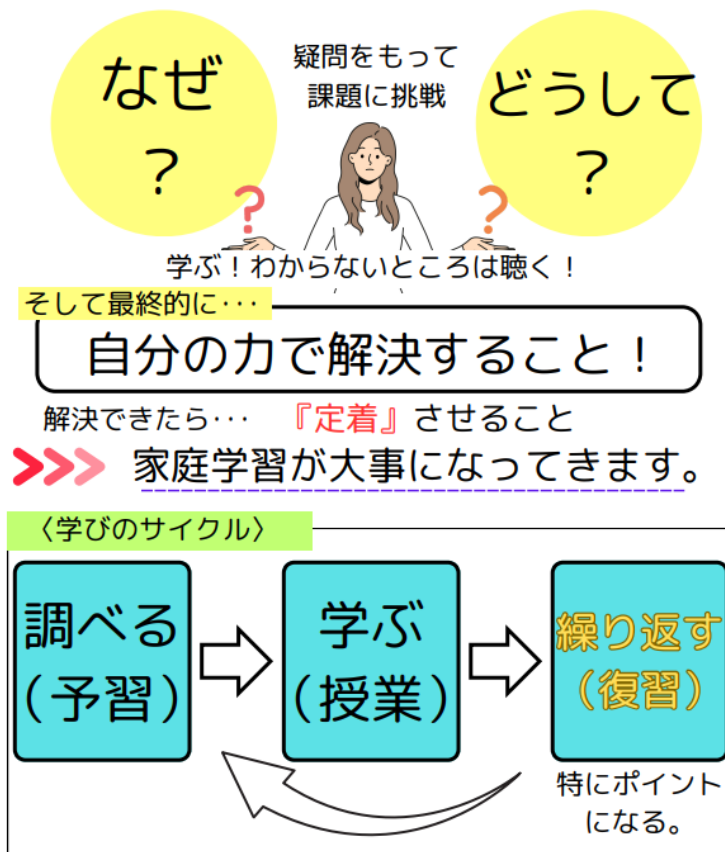 なぜ
?
疑問をもって
課題に挑戦
どうして
?
?
?
学ぶ！わからないところは聴く！
そして最終的に･･･
自分の力で解決すること！
解決できたら･･･ 『定着』させること
家庭学習が大事になってきます。
〈学びのサイクル〉
調べる
（予習）
学ぶ
（授業）
繰り返す
（復習）
特にポイント
になる。